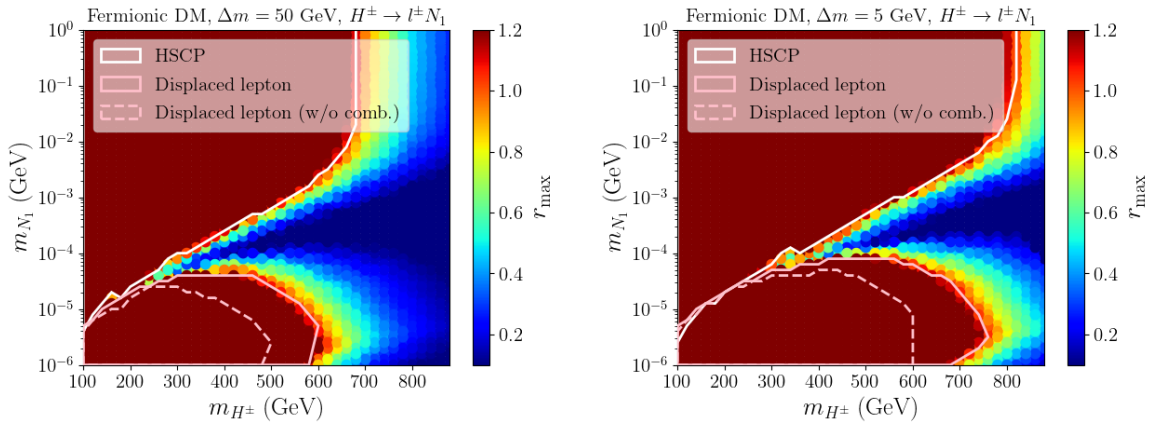 Fermionic DM, Δm = 50 GeV, H± → l±N₁
HSCP
Displaced lepton
Displaced lepton (w/o comb.)
10⁰
10⁻¹
10⁻²
10⁻³
10⁻⁴
10⁻⁵
10⁻⁶
m_N₁ (GeV)
100 200 300 400 500 600 700 800
m_H± (GeV)
1.2
1.0
0.8
0.6
0.4
0.2
r_max
Fermionic DM, Δm = 5 GeV, H± → l±N₁
HSCP
Displaced lepton
Displaced lepton (w/o comb.)
10⁰
10⁻¹
10⁻²
10⁻³
10⁻⁴
10⁻⁵
10⁻⁶
m_N₁ (GeV)
100 200 300 400 500 600 700 800
m_H± (GeV)
1.2
1.0
0.8
0.6
0.4
0.2
r_max